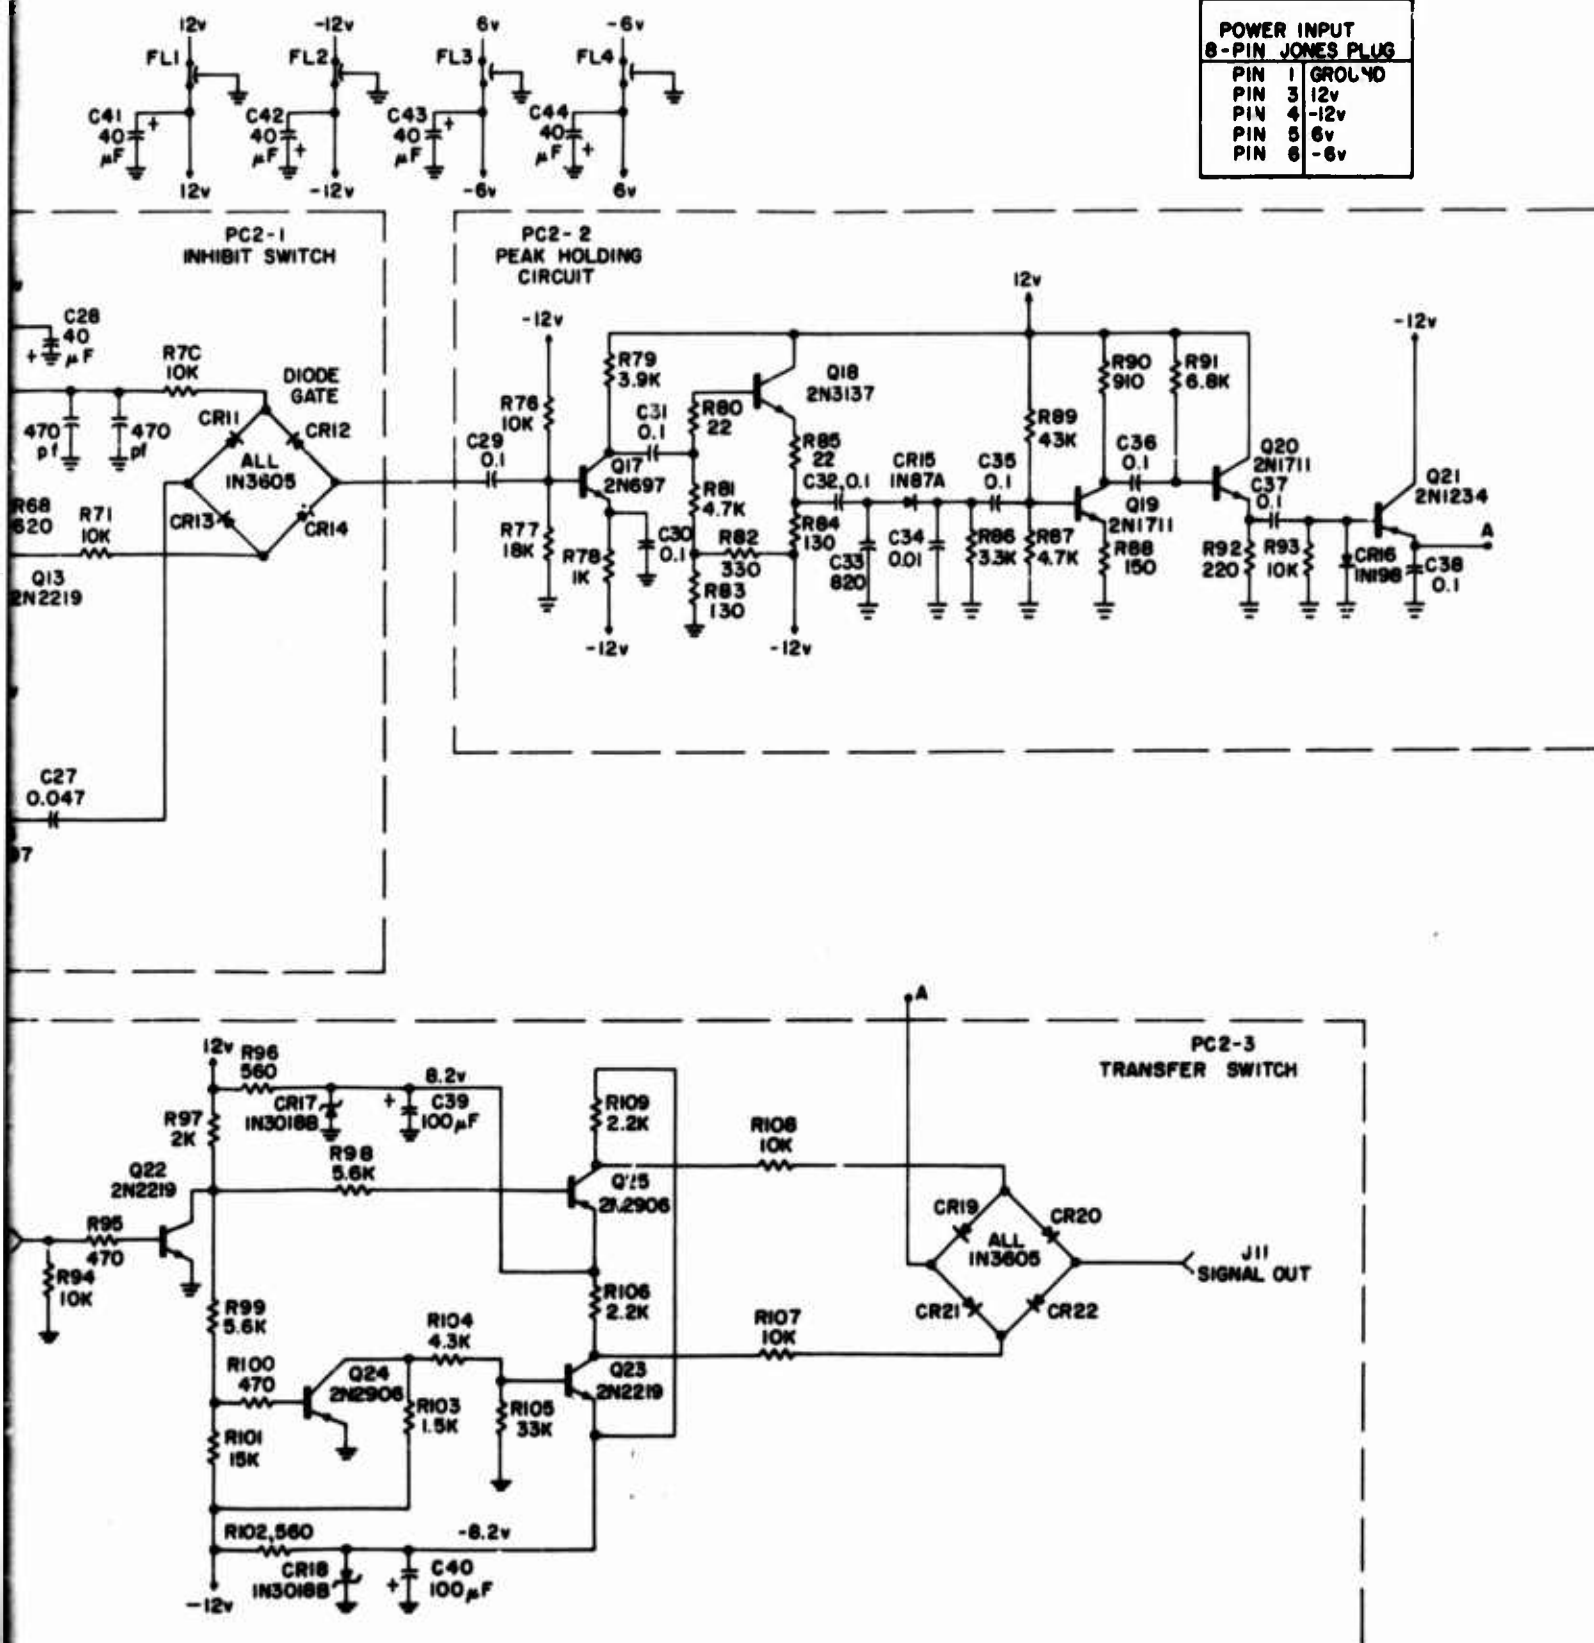 12v
-12v
6v
-6v
FL1
FL2
FL3
FL4
C41
40
μF
+
C42
40
μF
+
C43
40
μF
+
C44
40
μF
+
12v
-12v
-6v
6v
POWER INPUT
8-PIN JONES PLUG
PIN 1 GROUND
PIN 3 12v
PIN 4 -12v
PIN 5 6v
PIN 6 -6v
PC2-1
INHIBIT SWITCH
C28
40
μF
+
R7C
10K
DIODE
GATE
470
pf
470
pf
CR11
CR12
ALL
IN3605
CR13
CR14
R68
620
R71
10K
Q13
2N2219
C27
0.047
PC2-2
PEAK HOLDING
CIRCUIT
-12v
R76
10K
C29
0.1
R77
18K
R79
3.9K
C31
0.1
Q17
2N697
R78
1K
C30
0.1
-12v
R80
22
R81
4.7K
R82
330
R83
130
Q18
2N3137
R85
22
C32,0.1
R84
130
-12v
C33
820
CR15
IN87A
C34
0.01
C35
0.1
R86
3.3K
12v
R89
43K
R87
4.7K
R90
910
R91
6.8K
C36
0.1
Q19
2N1711
R88
150
Q20
2N1711
C37
0.1
R92
220
R93
10K
CR16
IN198
-12v
Q21
2N1234
A
C38
0.1
A
PC2-3
TRANSFER SWITCH
12v
R96
560
8.2v
CR17
IN3018B
+
C39
100μF
R97
2K
R98
5.6K
Q22
2N2219
R95
470
R94
10K
R99
5.6K
R100
470
Q24
2N2906
R101
15K
R103
1.5K
R104
4.3K
R105
33K
R102,560
-8.2v
CR18
IN3018B
+
C40
100μF
-12v
R109
2.2K
Q25
2N2906
R106
2.2K
Q23
2N2219
R108
10K
R107
10K
CR19
CR20
ALL
IN3605
CR21
CR22
J11
SIGNAL OUT